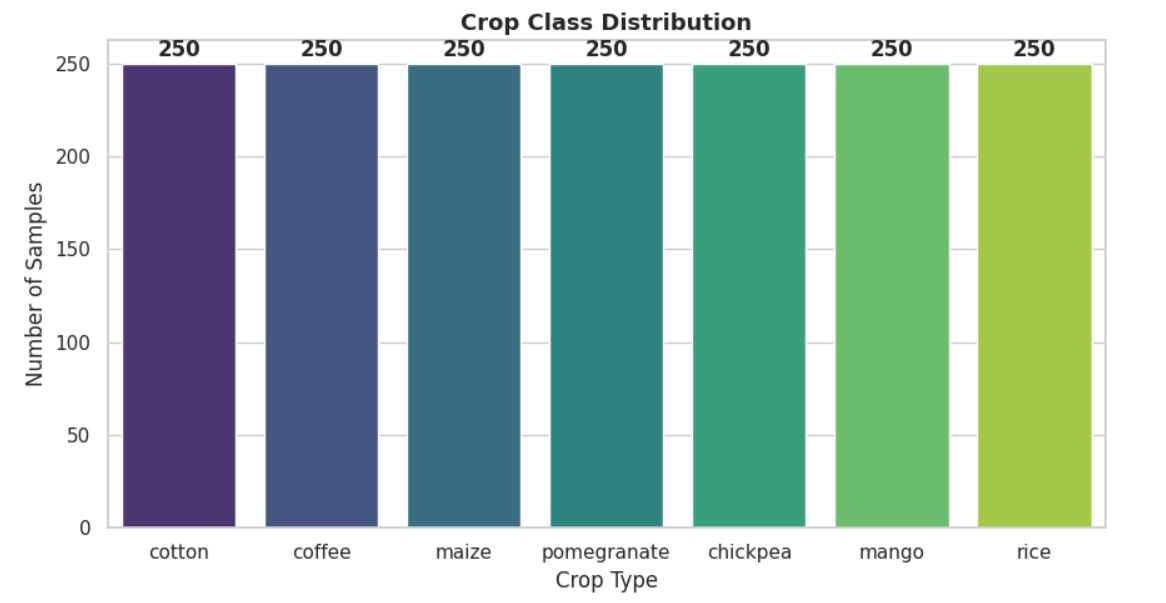 Crop Class Distribution
250 250 250 250 250 250 250
250
200
150
100
50
0
Number of Samples
cotton coffee maize pomegranate chickpea mango rice
Crop Type